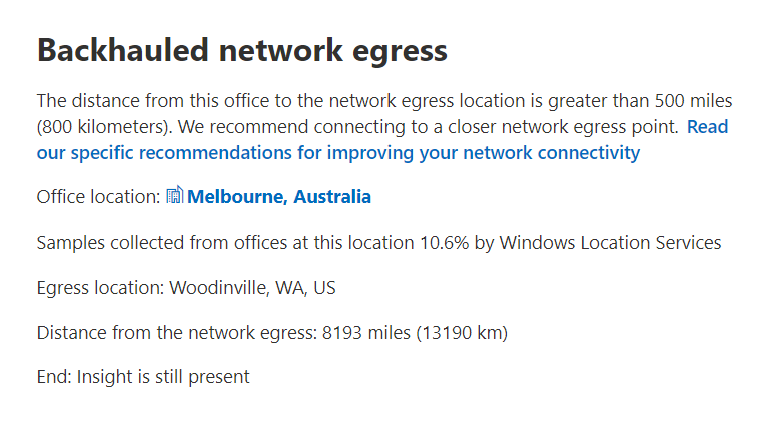 Backhauled network egress
The distance from this office to the network egress location is greater than 500 miles
(800 kilometers). We recommend connecting to a closer network egress point. Read
our specific recommendations for improving your network connectivity
Office location: Melbourne, Australia
Samples collected from offices at this location 10.6% by Windows Location Services
Egress location: Woodinville, WA, US
Distance from the network egress: 8193 miles (13190 km)
End: Insight is still present